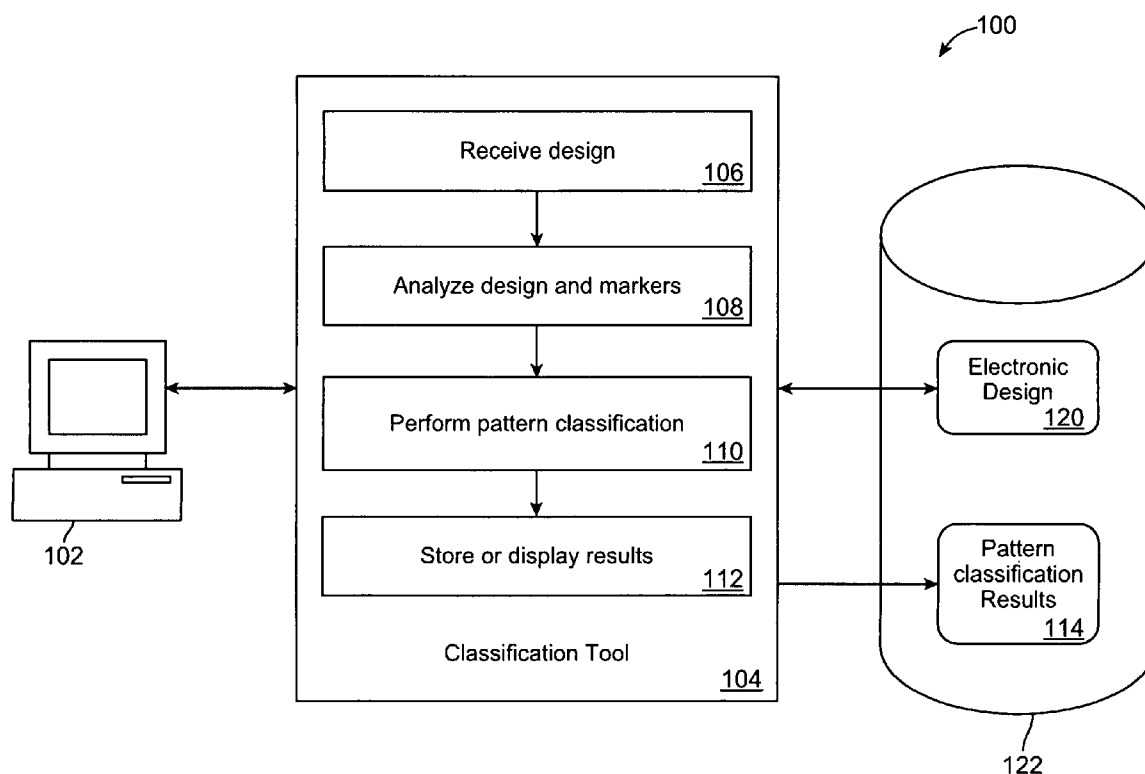 100
Receive design
106
Analyze design and markers
108
Perform pattern classification
110
Store or display results
112
Classification Tool
104
102
Electronic
Design
120
Pattern
classification
Results
114
122